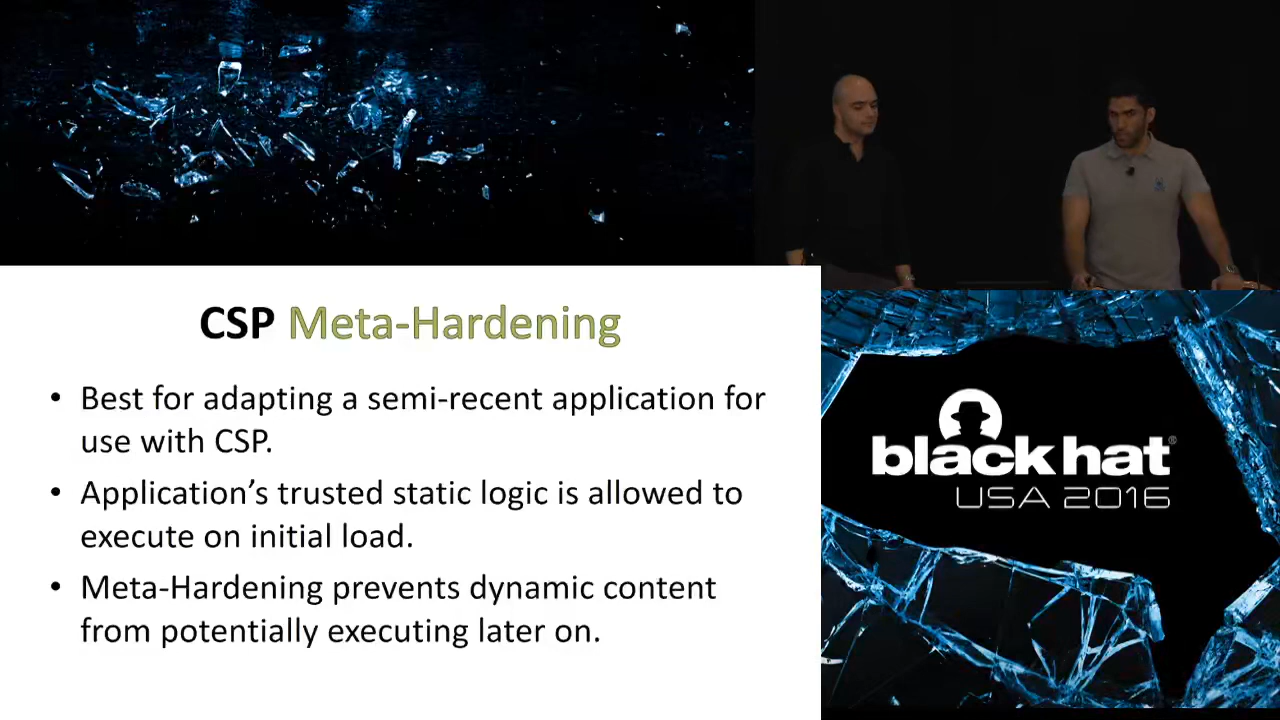 CSP Meta-Hardening
• Best for adapting a semi-recent application for
use with CSP.
• Application’s trusted static logic is allowed to
execute on initial load.
• Meta-Hardening prevents dynamic content
from potentially executing later on.
black hat®
USA 2016